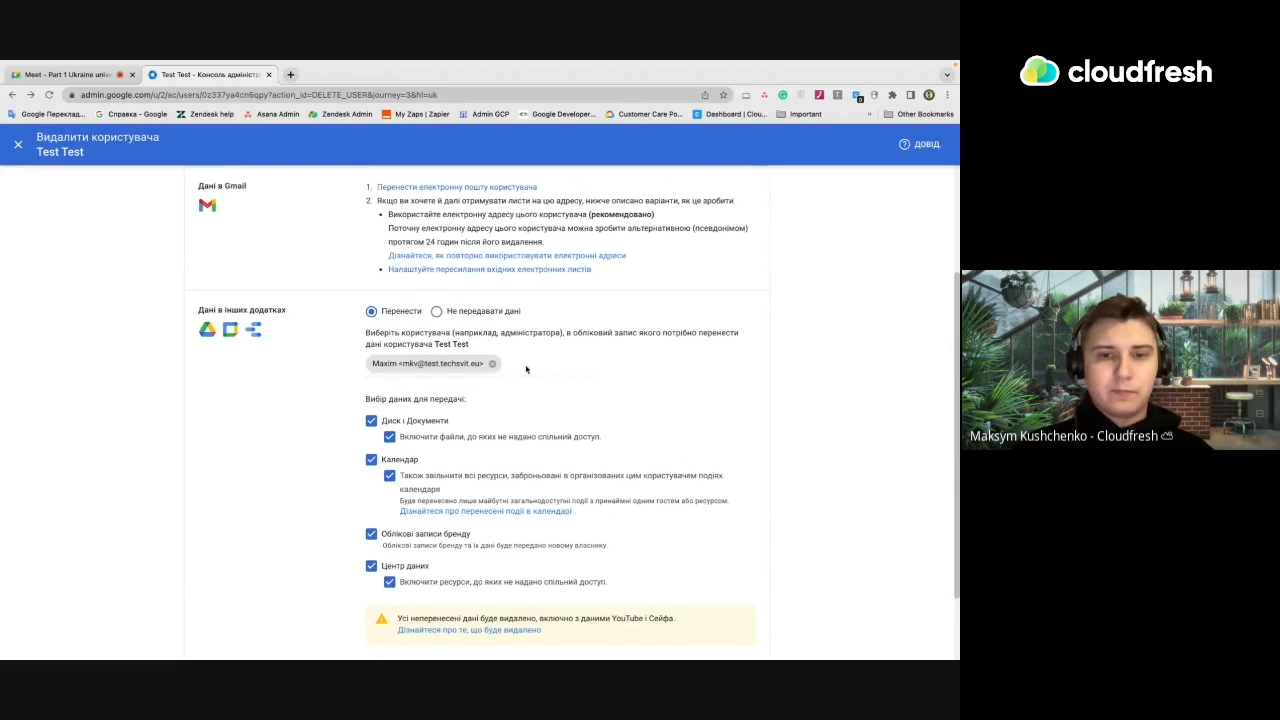 cloudfresh
Meet - Part 1 Ukraine unive
Test Test - Консоль адміністр
admin.google.com/u/2/ac/users/0z337ya4cn6qpy?action_id=DELETE_USER&journey=3&hl=uk
Google Переклад...
Справка – Google
Zendesk help
Asana Admin
Zendesk Admin
My Zaps | Zapier
Admin GCP
Google Developer...
Customer Care Po...
Dashboard | Clou...
Important
»
Other Bookmarks
Видалити користувача
Test Test
ДОВІД.
Дані в Gmail
1. Перенести електронну пошту користувача
2. Якщо ви хочете й далі отримувати листи на цю адресу, нижче описано варіанти, як це зробити
• Використайте електронну адресу цього користувача (рекомендовано)
Поточну електронну адресу цього користувача можна зробити альтернативною (псевдонімом)
протягом 24 годин після його видалення.
Дізнайтеся, як повторно використовувати електронні адреси
• Налаштуйте пересилання вхідних електронних листів
Дані в інших додатках
Перенести
Не передавати дані
Виберіть користувача (наприклад, адміністратора), в обліковий запис якого потрібно перенести
дані користувача Test Test
Maxim <mkv@test.techsvit.eu>
Вибір даних для передачі:
Диск і Документи
Включити файли, до яких не надано спільний доступ.
Календар
Також звільнити всі ресурси, заброньовані в організованих цим користувачем подіях
календаря
Буде перенесено лише майбутні загальнодоступні події з принаймні одним гостем або ресурсом.
Дізнайтеся про перенесені події в календарі
Облікові записи бренду
Облікові записи бренду та їх дані буде передано новому власнику.
Центр даних
Включити ресурси, до яких не надано спільний доступ.
Усі неперенесені дані буде видалено, включно з даними YouTube і Сейфа.
Дізнайтеся про те, що буде видалено
Maksym Kushchenko - Cloudfresh